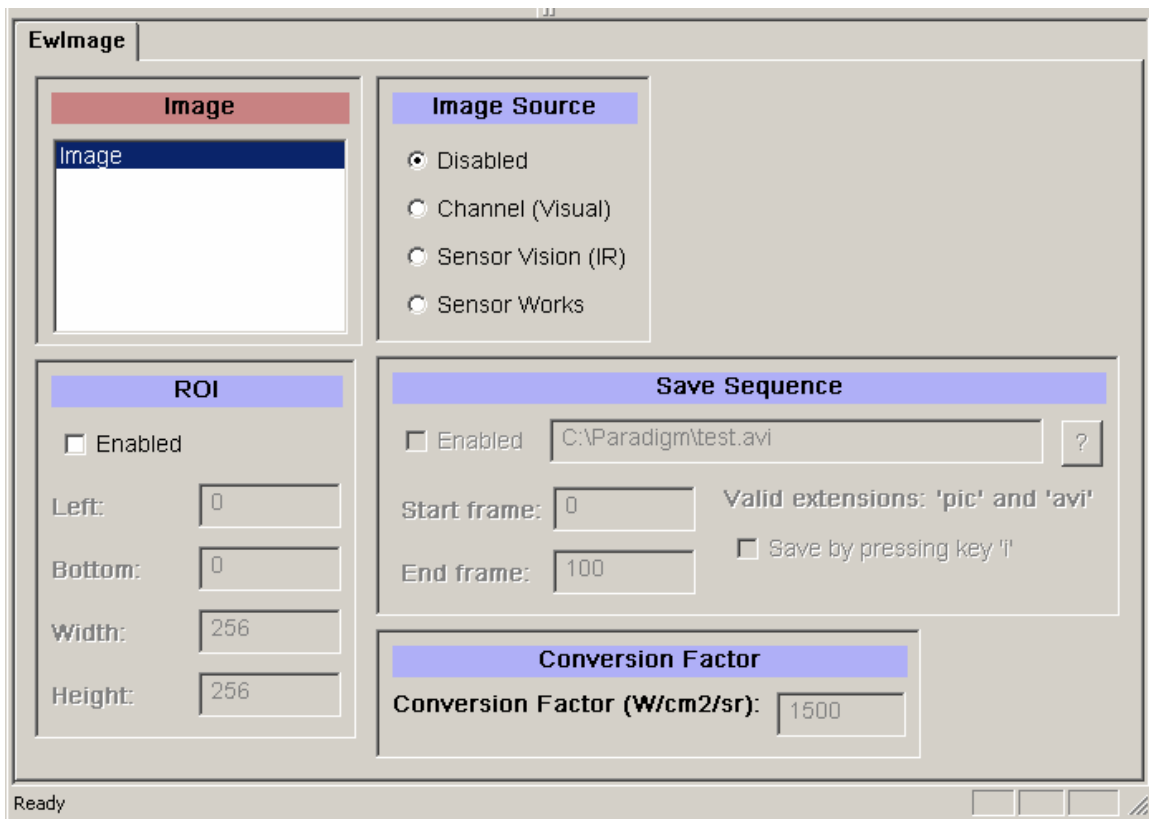 EwImage
Image
Image
Image Source
Disabled
Channel (Visual)
Sensor Vision (IR)
Sensor Works
ROI
Enabled
Left: 0
Bottom: 0
Width: 256
Height: 256
Save Sequence
Enabled C:\Paradigm\test.avi ?
Start frame: 0 Valid extensions: 'pic' and 'avi'
Save by pressing key 'i'
End frame: 100
Conversion Factor
Conversion Factor (W/cm2/sr): 1500
Ready